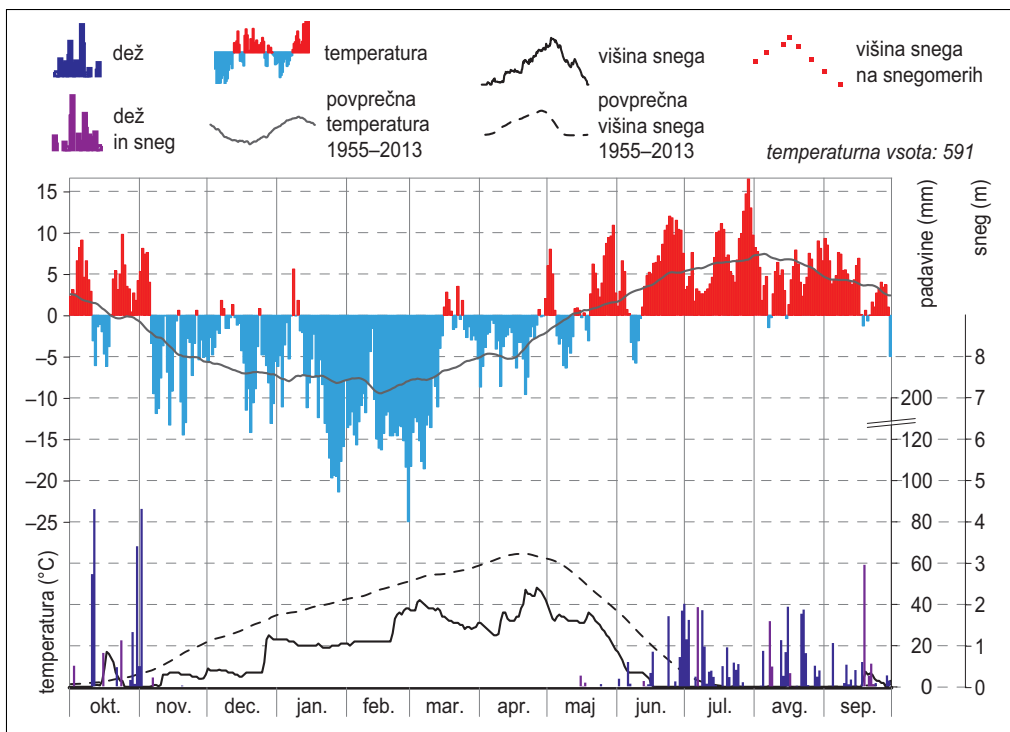 dež
temperatura
višina snega
višina snega
na snegomerih
dež
in sneg
povprečna
temperatura
1955–2013
povprečna
višina snega
1955–2013
temperaturna vsota: 591
15
10
5
0
–5
–10
–15
–20
–25
temperatura (°C)
padavine (mm)
200
120
100
80
60
40
20
0
sneg (m)
8
7
6
5
4
3
2
1
0
okt.
nov.
dec.
jan.
feb.
mar.
apr.
maj
jun.
jul.
avg.
sep.